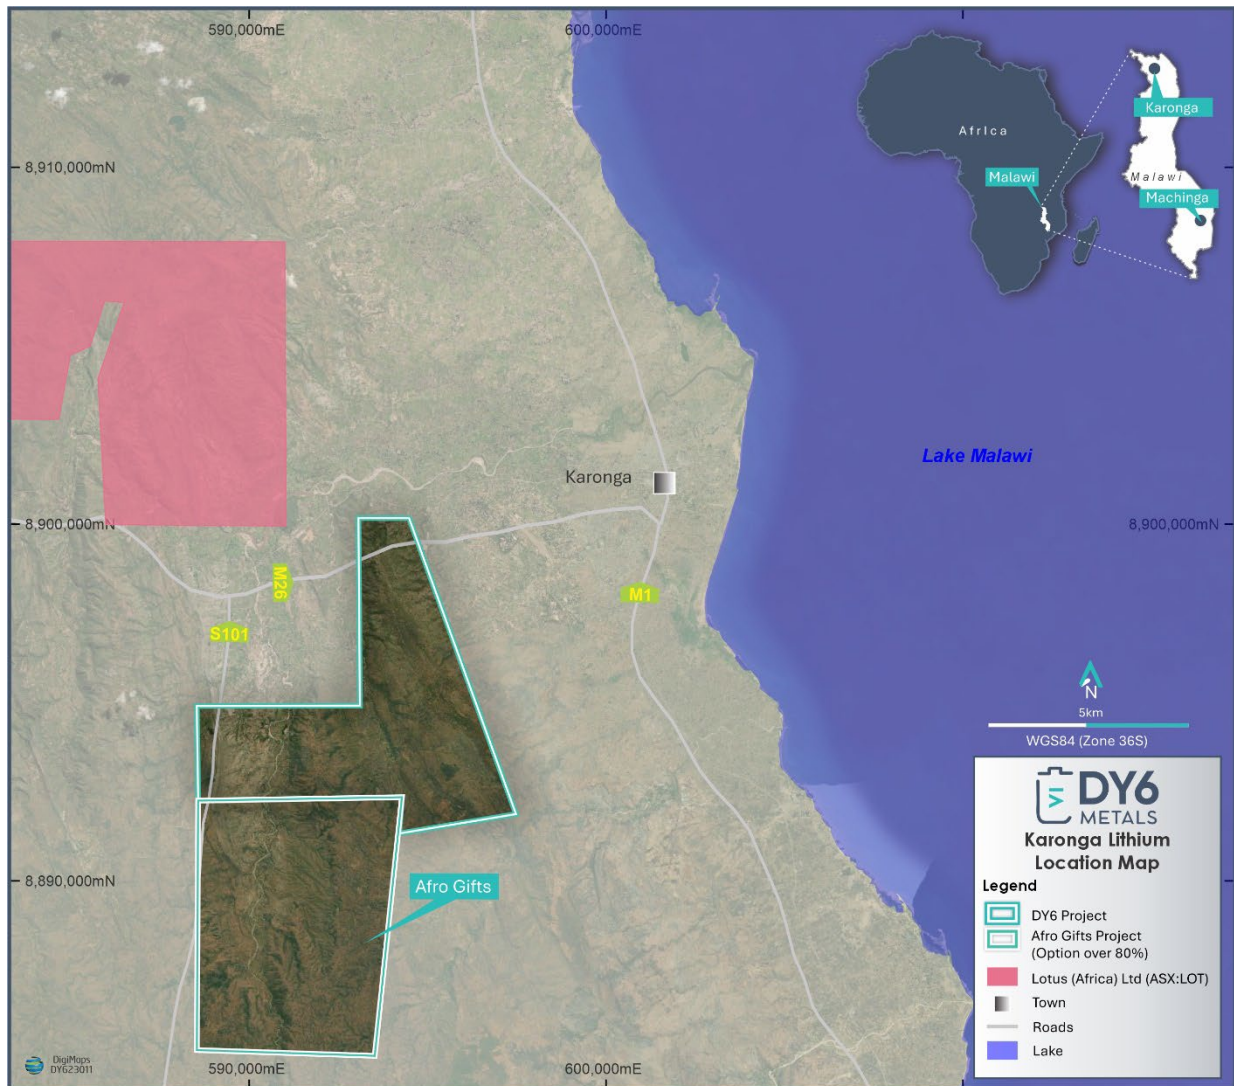 590,000mE
600,000mE
8,910,000mN
Africa
Malawi
Karonga
Malawi
Machinga
Lake Malawi
Karonga
8,900,000mN
8,900,000mN
M26
M1
S101
N
5km
WGS84 (Zone 36S)
DY6
METALS
Karonga Lithium
Location Map
Legend
DY6 Project
Afro Gifts Project
(Option over 80%)
Lotus (Africa) Ltd (ASX:LOT)
Town
Roads
Lake
8,890,000mN
Afro Gifts
DigiMaps
DY623011
590,000mE
600,000mE